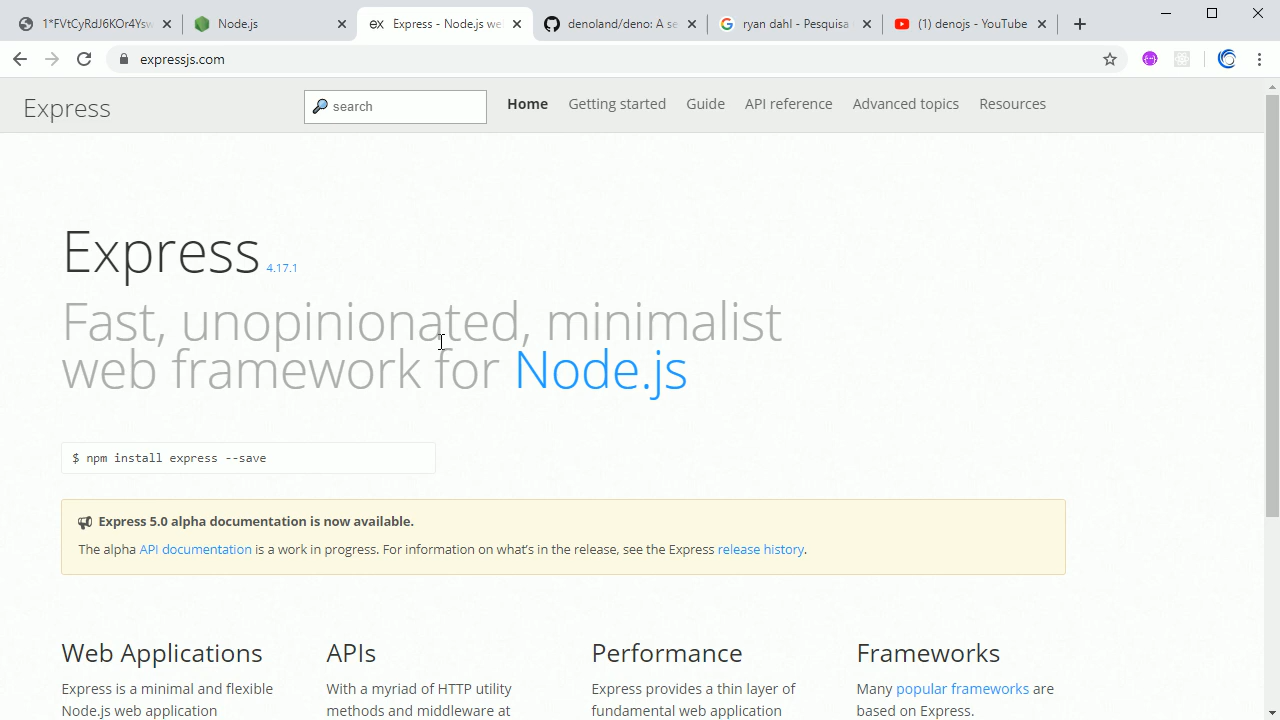 1*FVtCyRdJ6KOr4Ysw
Node.js
Express - Node.js we
denoland/deno: A se
ryan dahl - Pesquisa
(1) denojs - YouTube
expressjs.com
Express
search
Home Getting started Guide API reference Advanced topics Resources
Express 4.17.1
Fast, unopinionated, minimalist
web framework for Node.js
$ npm install express --save
Express 5.0 alpha documentation is now available.
The alpha API documentation is a work in progress. For information on what's in the release, see the Express release history.
Web Applications
Express is a minimal and flexible
Node.js web application
APIs
With a myriad of HTTP utility
methods and middleware at
Performance
Express provides a thin layer of
fundamental web application
Frameworks
Many popular frameworks are
based on Express.